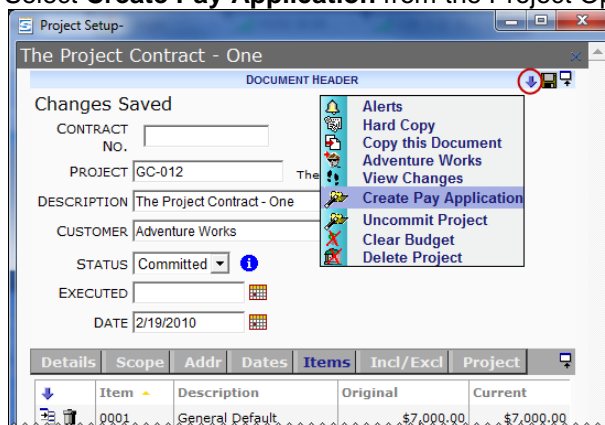 Select Create Pay Application from the Project Op
Project Setup-
The Project Contract - One
DOCUMENT HEADER
Changes Saved
CONTRACT NO.
PROJECT GC-012 The
DESCRIPTION The Project Contract - One
CUSTOMER Adventure Works
STATUS Committed
EXECUTED
DATE 2/19/2010
Alerts
Hard Copy
Copy this Document
Adventure Works
View Changes
Create Pay Application
Uncommit Project
Clear Budget
Delete Project
Details Scope Addr Dates Items Incl/Excl Project
Item Description Original Current
0001 General Default $7,000.00 $7,000.00